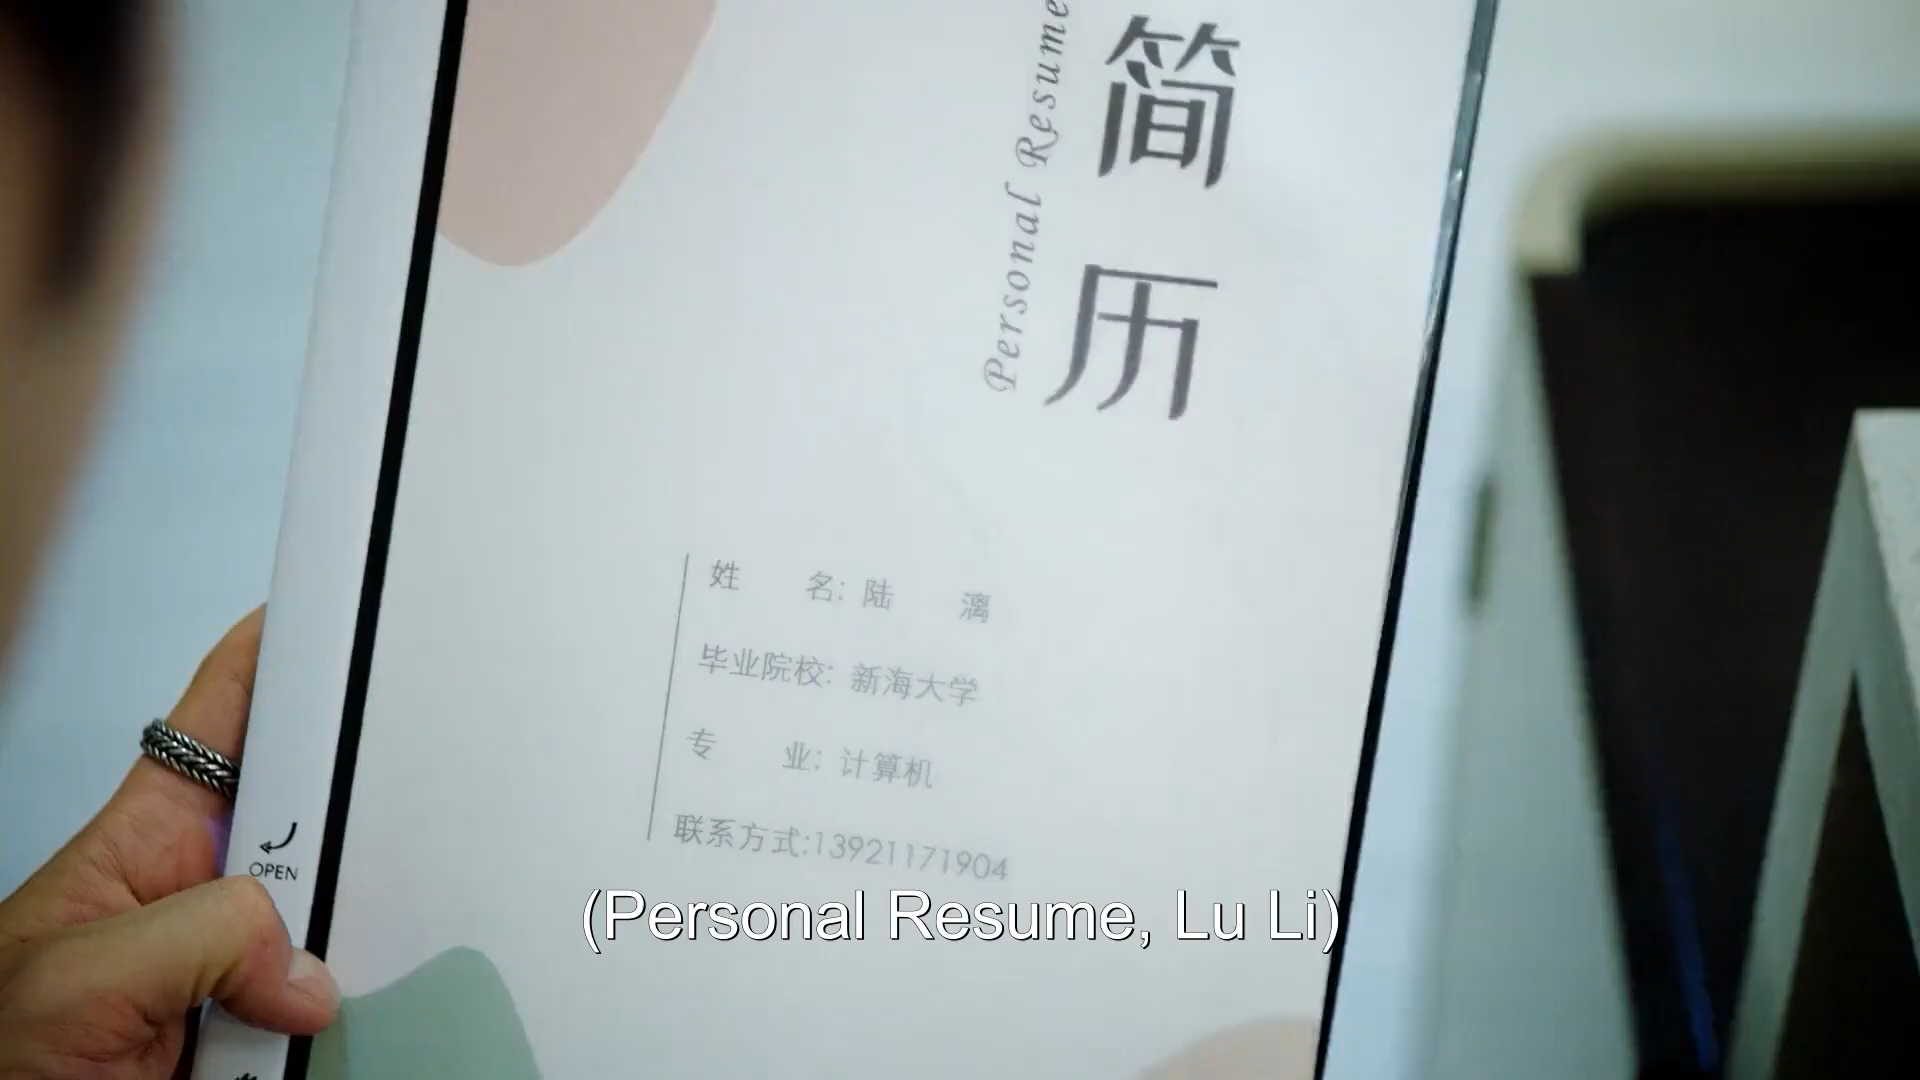 简历
Personal Resume
姓 名: 陆 漓
毕业院校: 新海大学
专 业: 计算机
联系方式:13921171904
OPEN
(Personal Resume, Lu Li)